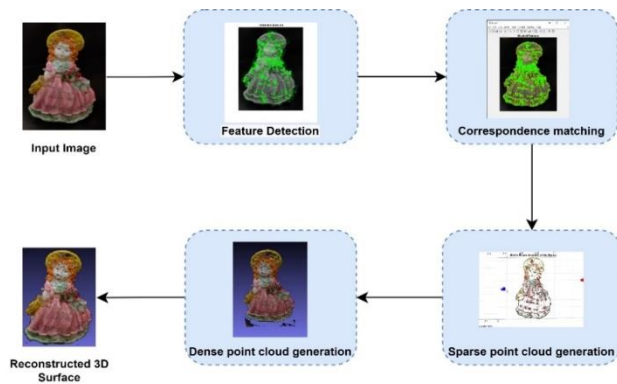 Input Image
Feature Detection
Correspondence matching
Reconstructed 3D
Surface
Dense point cloud generation
Sparse point cloud generation